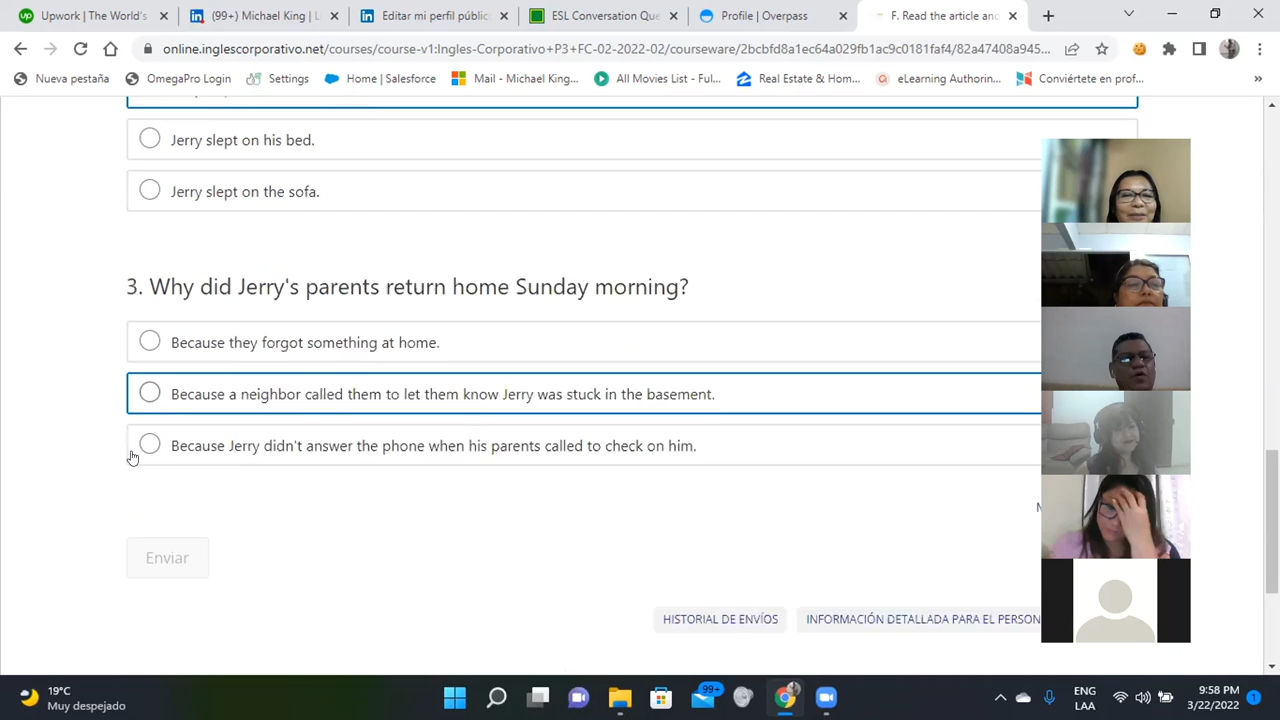 Upwork | The World's
(99+) Michael King | L
Editar mi perfil públic
ESL Conversation Que
Profile | Overpass
F. Read the article and
online.inglescorporativo.net/courses/course-v1:Ingles-Corporativo+P3+FC-02-2022-02/courseware/2bcbfd8a1ec64a029fb1ac9c0181faf4/82a47408a945...
Nueva pestaña
OmegaPro Login
Settings
Home | Salesforce
Mail - Michael King...
All Movies List - Ful...
Real Estate & Hom...
eLearning Authorin...
Conviértete en prof...
»
Jerry slept on his bed.
Jerry slept on the sofa.
3. Why did Jerry's parents return home Sunday morning?
Because they forgot something at home.
Because a neighbor called them to let them know Jerry was stuck in the basement.
Because Jerry didn't answer the phone when his parents called to check on him.
Enviar
HISTORIAL DE ENVÍOS
INFORMACIÓN DETALLADA PARA EL PERSON
19°C
Muy despejado
99+
ENG
LAA
9:58 PM
3/22/2022
1